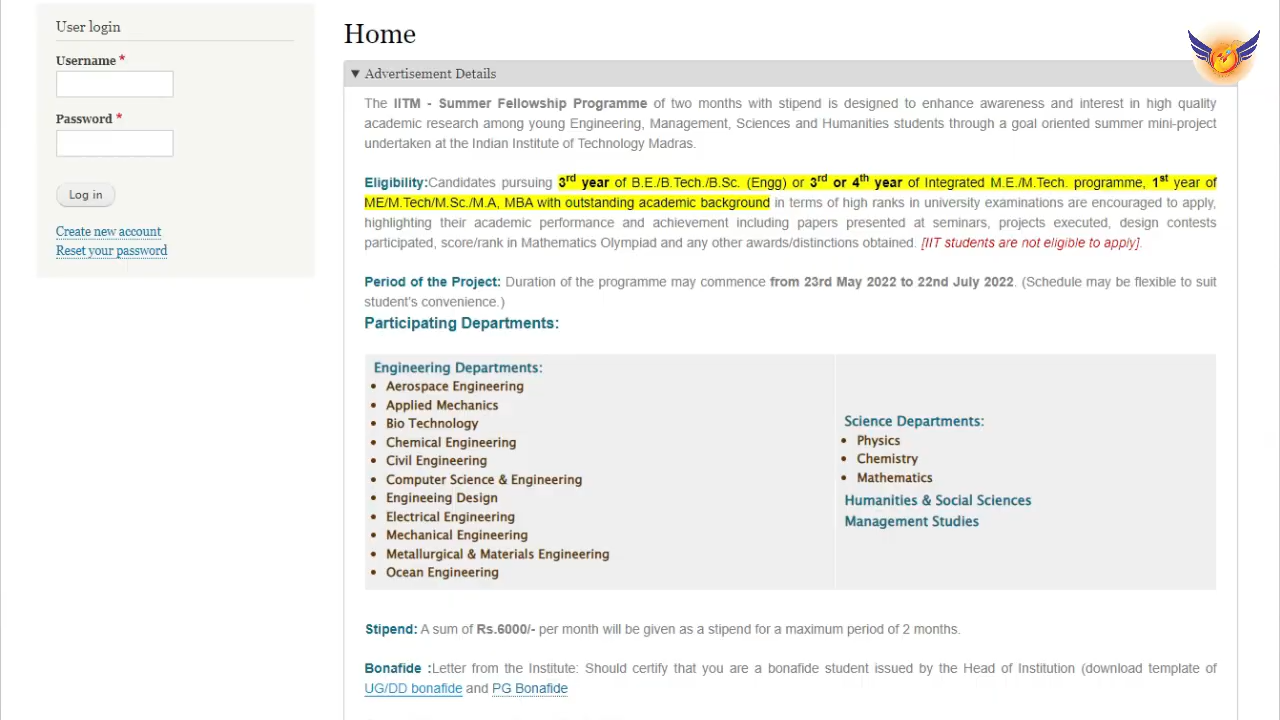 User login
Username *
Password *
Log in
Create new account
Reset your password
Home
▼ Advertisement Details
The IITM - Summer Fellowship Programme of two months with stipend is designed to enhance awareness and interest in high quality
academic research among young Engineering, Management, Sciences and Humanities students through a goal oriented summer mini-project
undertaken at the Indian Institute of Technology Madras.
Eligibility:Candidates pursuing 3rd year of B.E./B.Tech./B.Sc. (Engg) or 3rd or 4th year of Integrated M.E./M.Tech. programme, 1st year of
ME/M.Tech/M.Sc./M.A, MBA with outstanding academic background in terms of high ranks in university examinations are encouraged to apply,
highlighting their academic performance and achievement including papers presented at seminars, projects executed, design contests
participated, score/rank in Mathematics Olympiad and any other awards/distinctions obtained. [IIT students are not eligible to apply].
Period of the Project: Duration of the programme may commence from 23rd May 2022 to 22nd July 2022. (Schedule may be flexible to suit
student's convenience.)
Participating Departments:
Engineering Departments:
• Aerospace Engineering
• Applied Mechanics
• Bio Technology
• Chemical Engineering
• Civil Engineering
• Computer Science & Engineering
• Engineeing Design
• Electrical Engineering
• Mechanical Engineering
• Metallurgical & Materials Engineering
• Ocean Engineering
Science Departments:
• Physics
• Chemistry
• Mathematics
Humanities & Social Sciences
Management Studies
Stipend: A sum of Rs.6000/- per month will be given as a stipend for a maximum period of 2 months.
Bonafide :Letter from the Institute: Should certify that you are a bonafide student issued by the Head of Institution (download template of
UG/DD bonafide and PG Bonafide